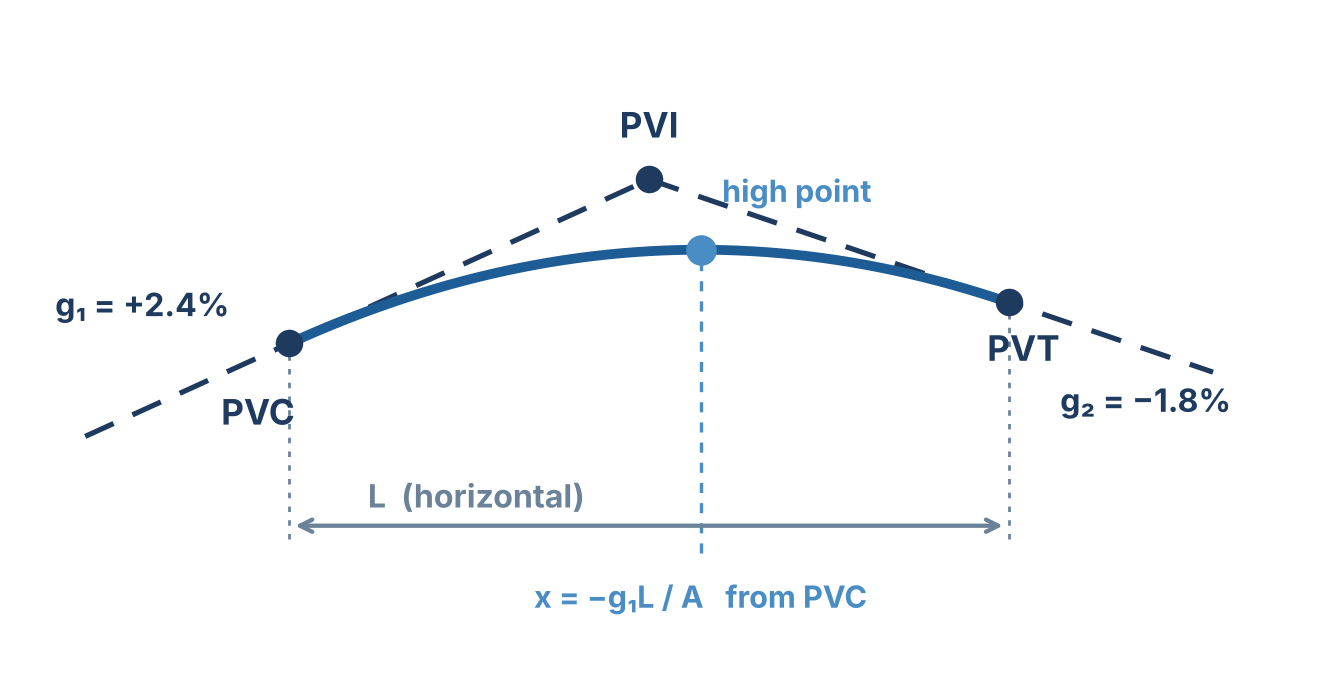 PVI
high point
g₁ = +2.4%
PVT
g₂ = −1.8%
PVC
L (horizontal)
x = −g₁L / A from PVC